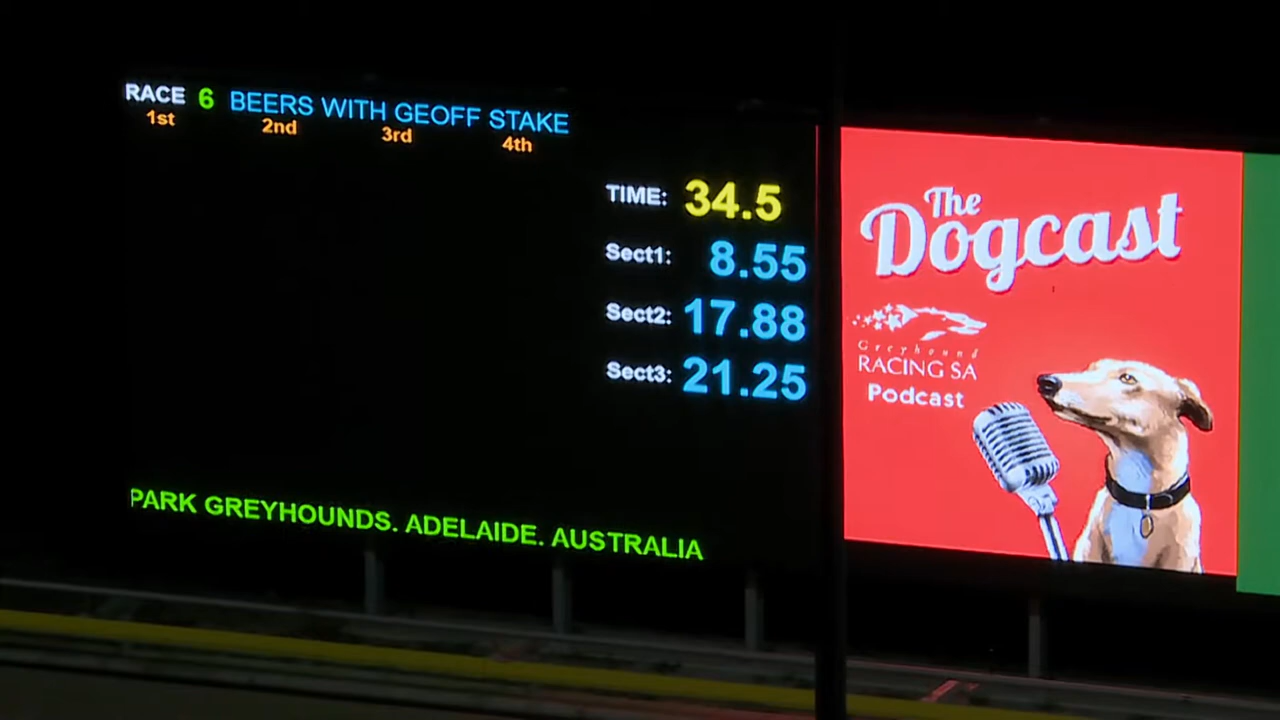 RACE 6 BEERS WITH GEOFF STAKE
1st 2nd 3rd 4th
TIME: 34.5
Sect1: 8.55
Sect2: 17.88
Sect3: 21.25
PARK GREYHOUNDS. ADELAIDE. AUSTRALIA
The
Dogcast
Greyhound
RACING SA
Podcast